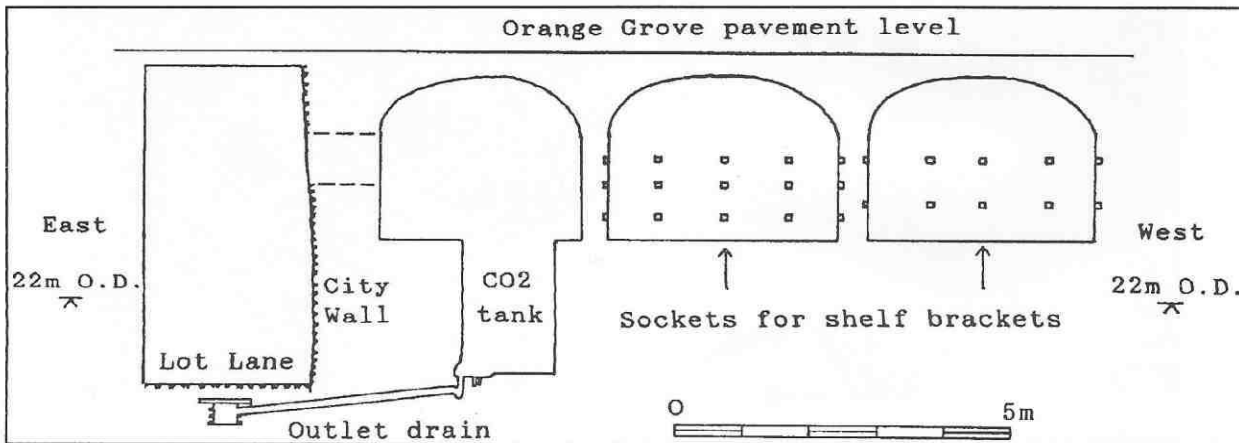 Orange Grove pavement level
East
West
22m O.D.
City
Wall
CO2
tank
22m O.D.
Sockets for shelf brackets
Lot Lane
Outlet drain
0
5m